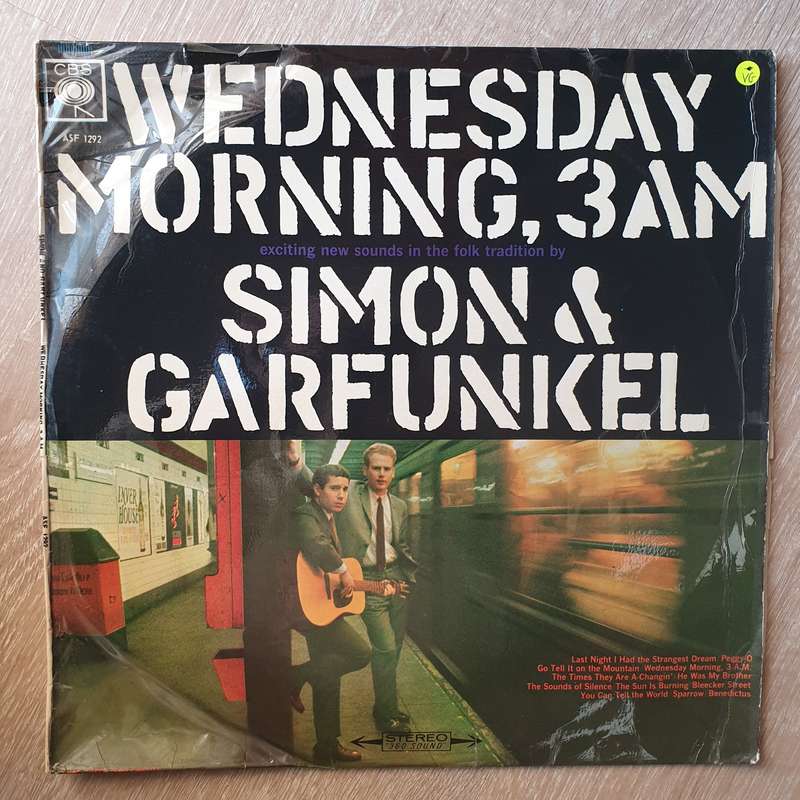 CBS
ASF 1292
VG
WEDNESDAY
MORNING, 3AM
exciting new sounds in the folk tradition by
SIMON &
GARFUNKEL
INVER
HOUSE
Last Night I Had the Strangest Dream Peggy-O
Go Tell It on the Mountain Wednesday Morning, 3 A.M.
The Times They Are A-Changin' He Was My Brother
The Sounds of Silence The Sun Is Burning Bleecker Street
You Can Tell the World Sparrow Benedictus
STEREO
"360 SOUND"